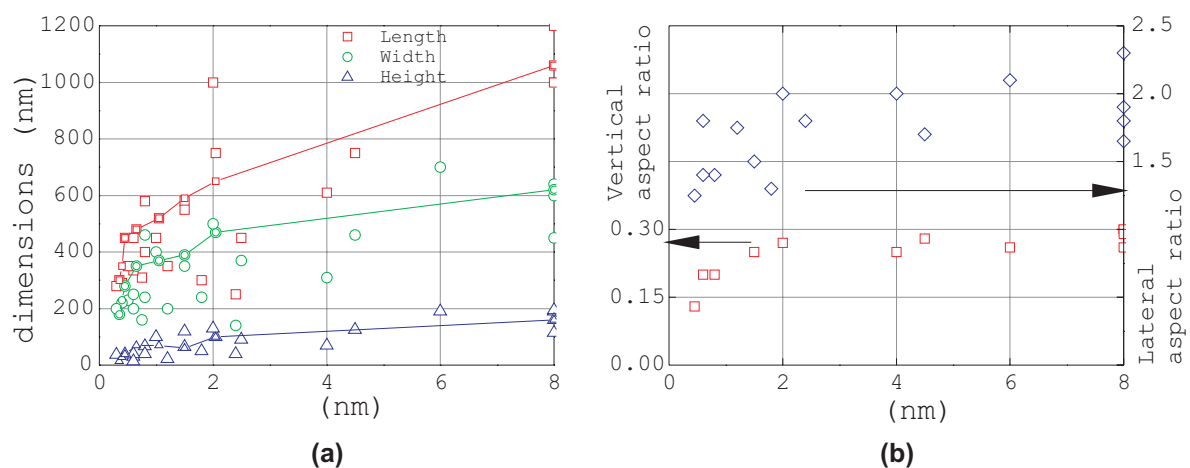 1200
1000
800
600
400
200
0
dimensions (nm)
Length
Width
Height
0
2
4
6
8
(nm)
(a)
Vertical
aspect ratio
0.30
0.15
0.00
2.5
2.0
1.5
Lateral
aspect ratio
0
2
4
6
8
(nm)
(b)